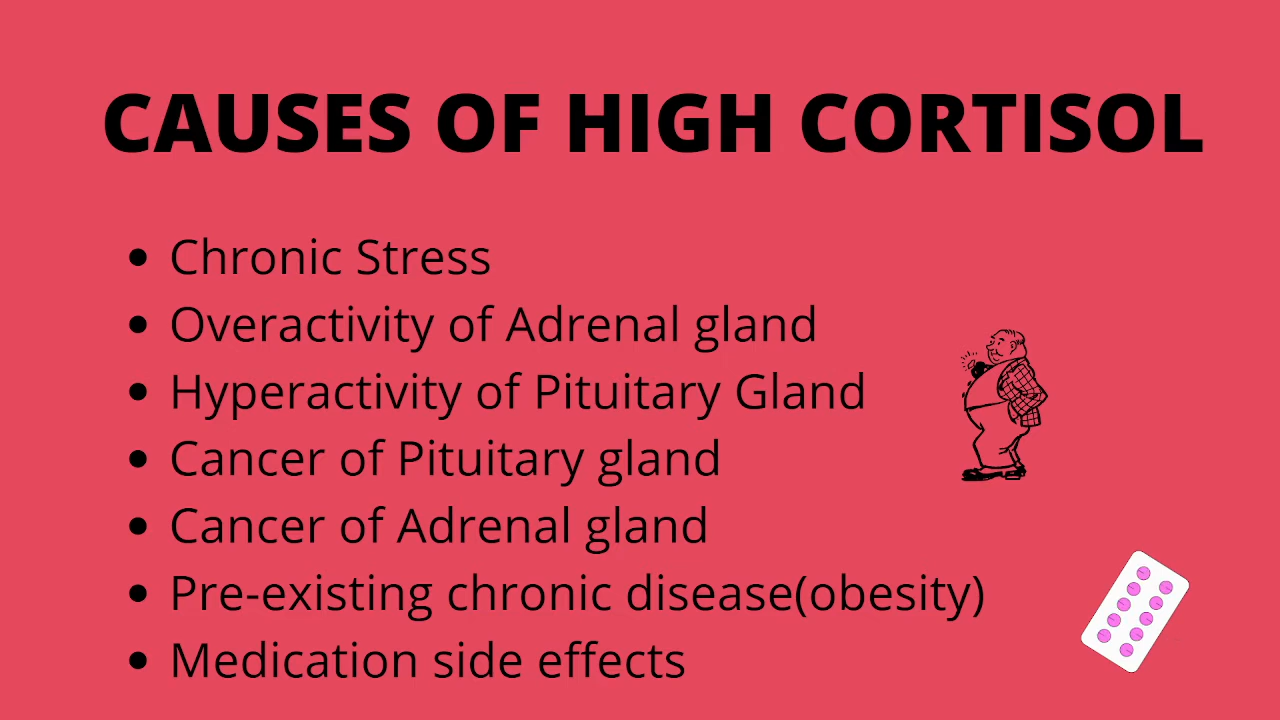 CAUSES OF HIGH CORTISOL
• Chronic Stress
• Overactivity of Adrenal gland
• Hyperactivity of Pituitary Gland
• Cancer of Pituitary gland
• Cancer of Adrenal gland
• Pre-existing chronic disease(obesity)
• Medication side effects